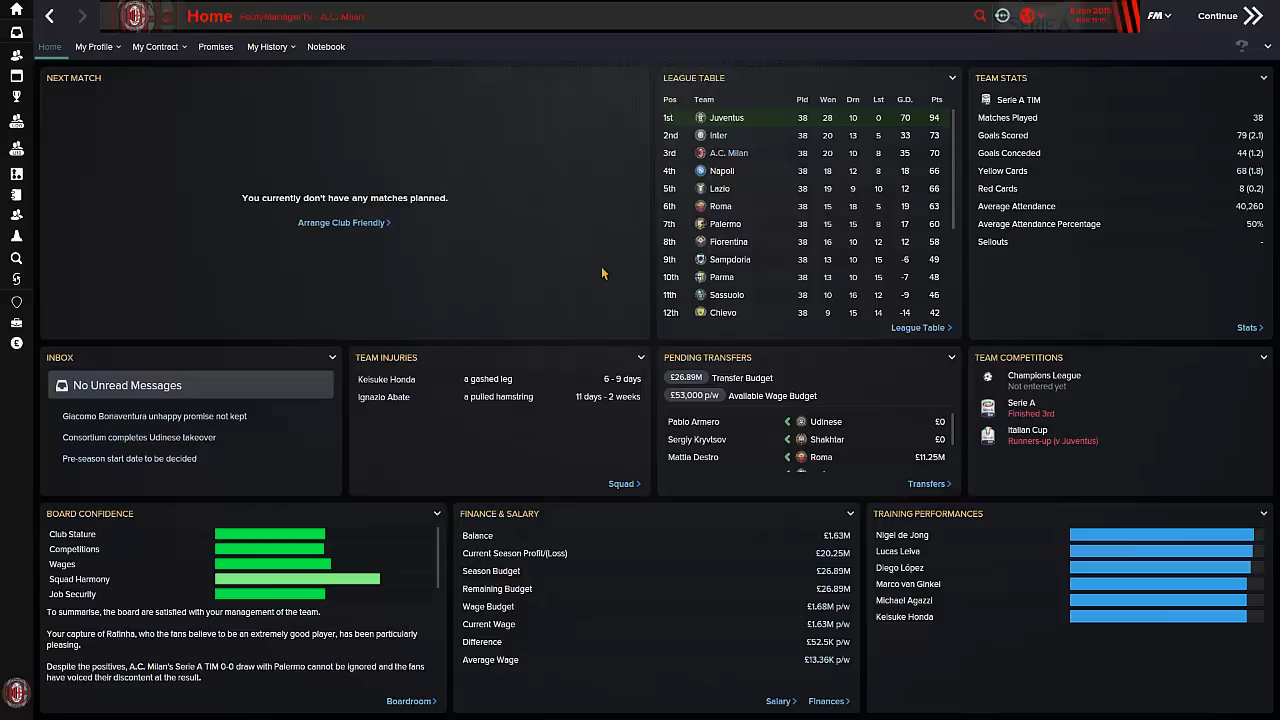 Home FootyManagerTv - A.C. Milan
FM
Continue
Home My Profile My Contract Promises My History Notebook
NEXT MATCH
You currently don't have any matches planned.
Arrange Club Friendly >
LEAGUE TABLE
Pos Team Pld Won Drn Lst G.D. Pts
1st Juventus 38 28 10 0 70 94
2nd Inter 38 20 13 5 33 73
3rd A.C. Milan 38 20 10 8 35 70
4th Napoli 38 18 12 8 18 66
5th Lazio 38 19 9 10 12 66
6th Roma 38 15 18 5 19 63
7th Palermo 38 15 15 8 17 60
8th Fiorentina 38 16 10 12 12 58
9th Sampdoria 38 13 10 15 -6 49
10th Parma 38 13 10 15 -7 48
11th Sassuolo 38 10 16 12 -9 46
12th Chievo 38 9 15 14 -14 42
League Table >
TEAM STATS
Serie A TIM
Matches Played 38
Goals Scored 79 (2.1)
Goals Conceded 44 (1.2)
Yellow Cards 68 (1.8)
Red Cards 8 (0.2)
Average Attendance 40,260
Average Attendance Percentage 50%
Sellouts -
Stats >
INBOX
No Unread Messages
Giacomo Bonaventura unhappy promise not kept
Consortium completes Udinese takeover
Pre-season start date to be decided
TEAM INJURIES
Keisuke Honda a gashed leg 6 - 9 days
Ignazio Abate a pulled hamstring 11 days - 2 weeks
Squad >
PENDING TRANSFERS
£26.89M Transfer Budget
£53,000 p/w Available Wage Budget
Pablo Armero Udinese £0
Sergiy Kryvtsov Shakhtar £0
Mattia Destro Roma £11.25M
Transfers >
TEAM COMPETITIONS
Champions League
Not entered yet
Serie A
Finished 3rd
Italian Cup
Runners-up (v Juventus)
BOARD CONFIDENCE
Club Stature
Competitions
Wages
Squad Harmony
Job Security
To summarise, the board are satisfied with your management of the team.
Your capture of Rafinha, who the fans believe to be an extremely good player, has been particularly
pleasing.
Despite the positives, A.C. Milan's Serie A TIM 0-0 draw with Palermo cannot be ignored and the fans
have voiced their discontent at the result.
Boardroom >
FINANCE & SALARY
Balance £1.63M
Current Season Profit/(Loss) £20.25M
Season Budget £26.89M
Remaining Budget £26.89M
Wage Budget £1.68M p/w
Current Wage £1.63M p/w
Difference £52.5K p/w
Average Wage £13.36K p/w
Salary > Finances >
TRAINING PERFORMANCES
Nigel de Jong
Lucas Leiva
Diego López
Marco van Ginkel
Michael Agazzi
Keisuke Honda